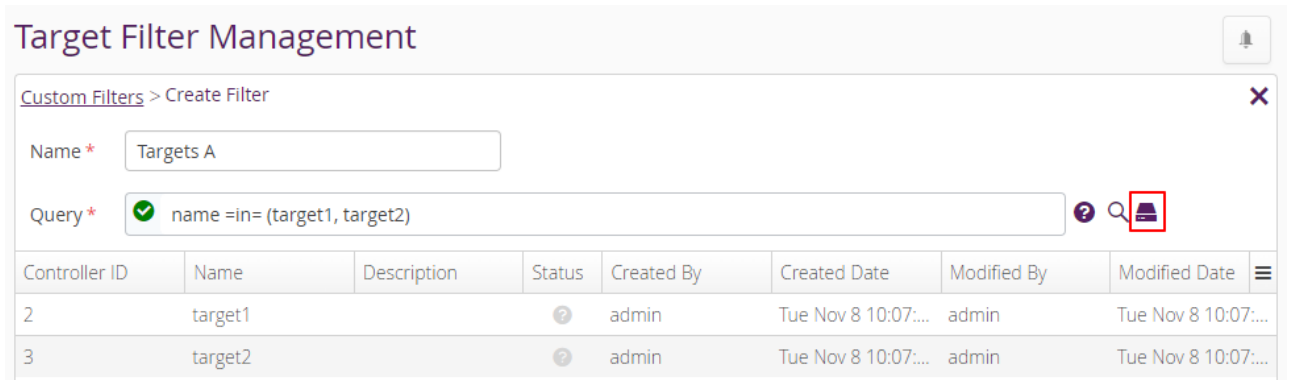 Target Filter Management
Custom Filters > Create Filter
Name * Targets A
Query * name =in= (target1, target2)
Controller ID Name Description Status Created By Created Date Modified By Modified Date
2 target1 admin Tue Nov 8 10:07:... admin Tue Nov 8 10:07:...
3 target2 admin Tue Nov 8 10:07:... admin Tue Nov 8 10:07:...